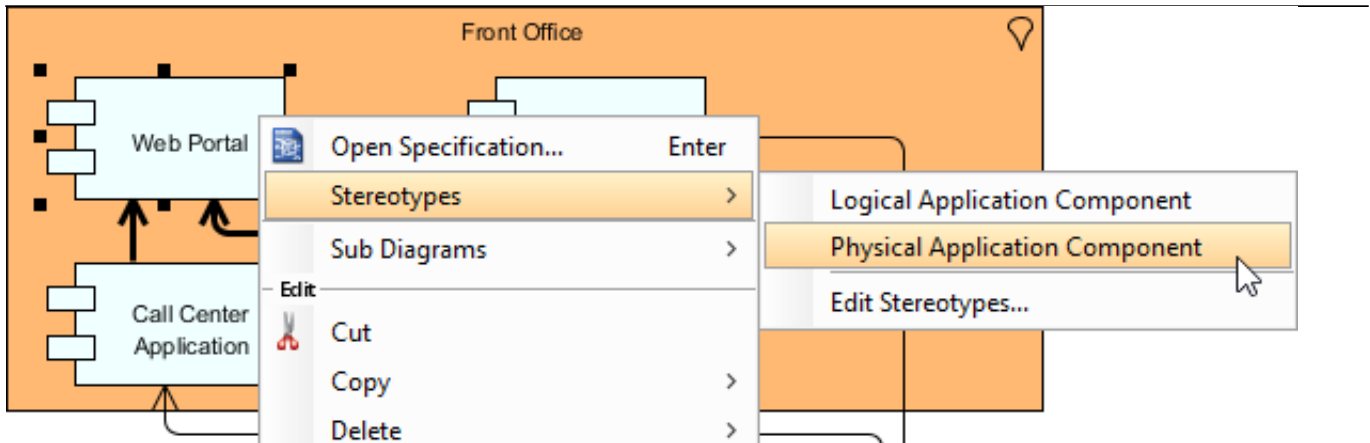 Front Office
Web Portal
Open Specification... Enter
Stereotypes
Logical Application Component
Physical Application Component
Sub Diagrams
Edit
Edit Stereotypes...
Call Center
Application
Cut
Copy
Delete